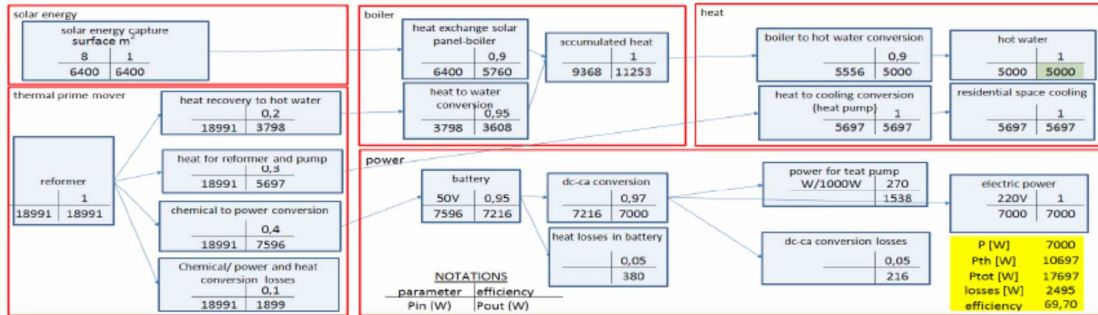 solar energy
solar energy capture
surface m²
8 1
6400 6400
boiler
heat exchange solar
panel-boiler
0,9
6400 5760
accumulated heat
1
9368 11253
heat to water
conversion
0,95
3798 3608
heat
boiler to hot water conversion
0,9
5556 5000
hot water
1
5000 5000
heat to cooling conversion
(heat pump)
1
5697 5697
residential space cooling
1
5697 5697
thermal prime mover
reformer
1
18991 18991
heat recovery to hot water
0,2
18991 3798
heat for reformer and pump
0,3
18991 5697
chemical to power conversion
0,4
18991 7596
Chemical/ power and heat
conversion losses
0,1
18991 1899
power
battery
50V 0,95
7596 7216
dc-ca conversion
0,97
7216 7000
heat losses in battery
0,05
380
power for teat pump
W/1000W 270
1538
dc-ca conversion losses
0,05
216
electric power
220V 1
7000 7000
NOTATIONS
parameter efficiency
Pin (W) Pout (W)
P [W] 7000
Pth [W] 10697
Ptot [W] 17697
losses [W] 2495
efficiency 69,70